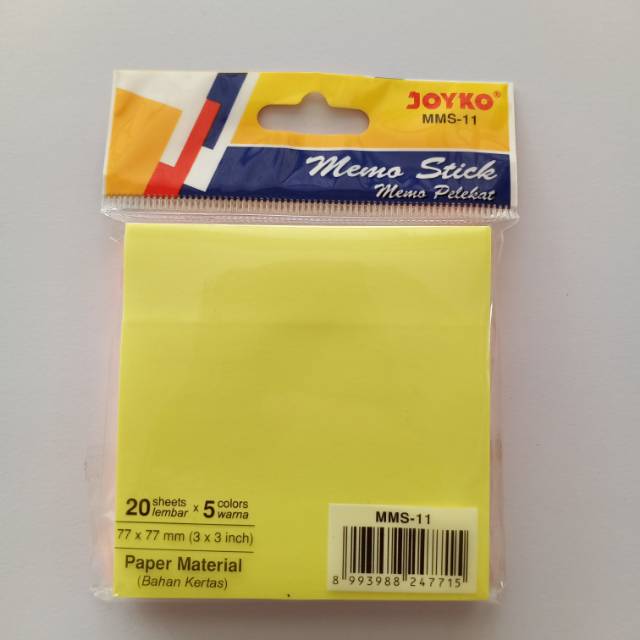 JOYKO®
MMS-11
Memo Stick
Memo Pelekat
20 sheets lembar x 5 colors warna
77 x 77 mm (3 x 3 inch)
Paper Material
(Bahan Kertas)
MMS-11
8 993988 247715